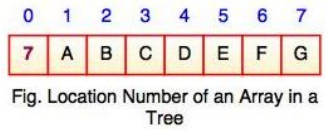 0 1 2 3 4 5 6 7
7 A B C D E F G
Fig. Location Number of an Array in a
Tree